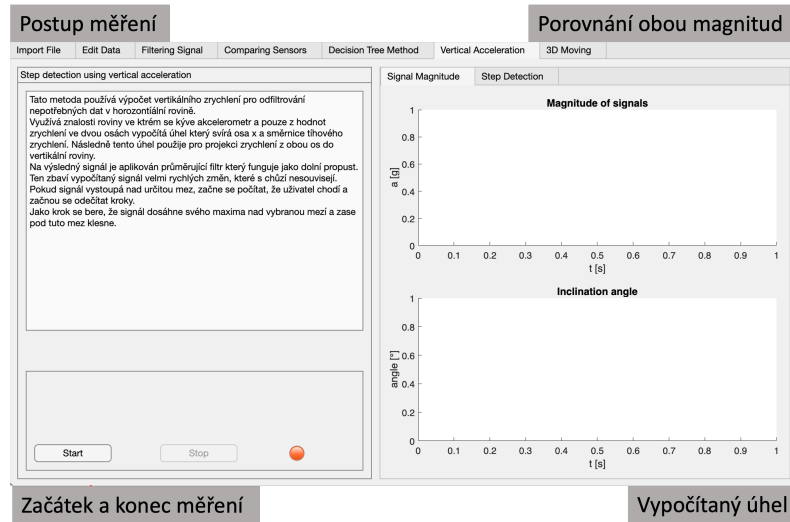 Postup měření
Porovnání obou magnitud
Import File
Edit Data
Filtering Signal
Comparing Sensors
Decision Tree Method
Vertical Acceleration
3D Moving
Step detection using vertical acceleration
Tato metoda používá výpočet vertikálního zrychlení pro odfiltrování
nepotřebných dat v horozontíální rovině.
Využívá znalosti roviny ve ktrém se kýve akcelerometr a pouze z hodnot
zrychlení ve dvou osách vypočítá úhel který svírá osa x a směrnice tíhového
zrychlení. Následně tento úhel použije pro projekci zrychlení z obou os do
vertikální roviny.
Na výsledný signál je aplikován průměrující filtr který funguje jako dolní propust.
Ten zbaví vypočítaný signál velmi rychlých změn, které s chůzí nesouvisejí.
Pokud signál vystoupá nad určitou mez, začne se počítat, že uživatel chodí a
začnou se odečítat kroky.
Jako krok se bere, že signál dosáhne svého maxima nad vybranou mezí a zase
pod tuto mez klesne.
Start
Stop
Signal Magnitude
Step Detection
Magnitude of signals
1
0.8
0.6
0.4
0.2
0
a [g]
0 0.1 0.2 0.3 0.4 0.5 0.6 0.7 0.8 0.9 1
t [s]
Inclination angle
1
0.8
0.6
0.4
0.2
0
angle [°]
0 0.1 0.2 0.3 0.4 0.5 0.6 0.7 0.8 0.9 1
t [s]
Začátek a konec měření
Vypočítaný úhel